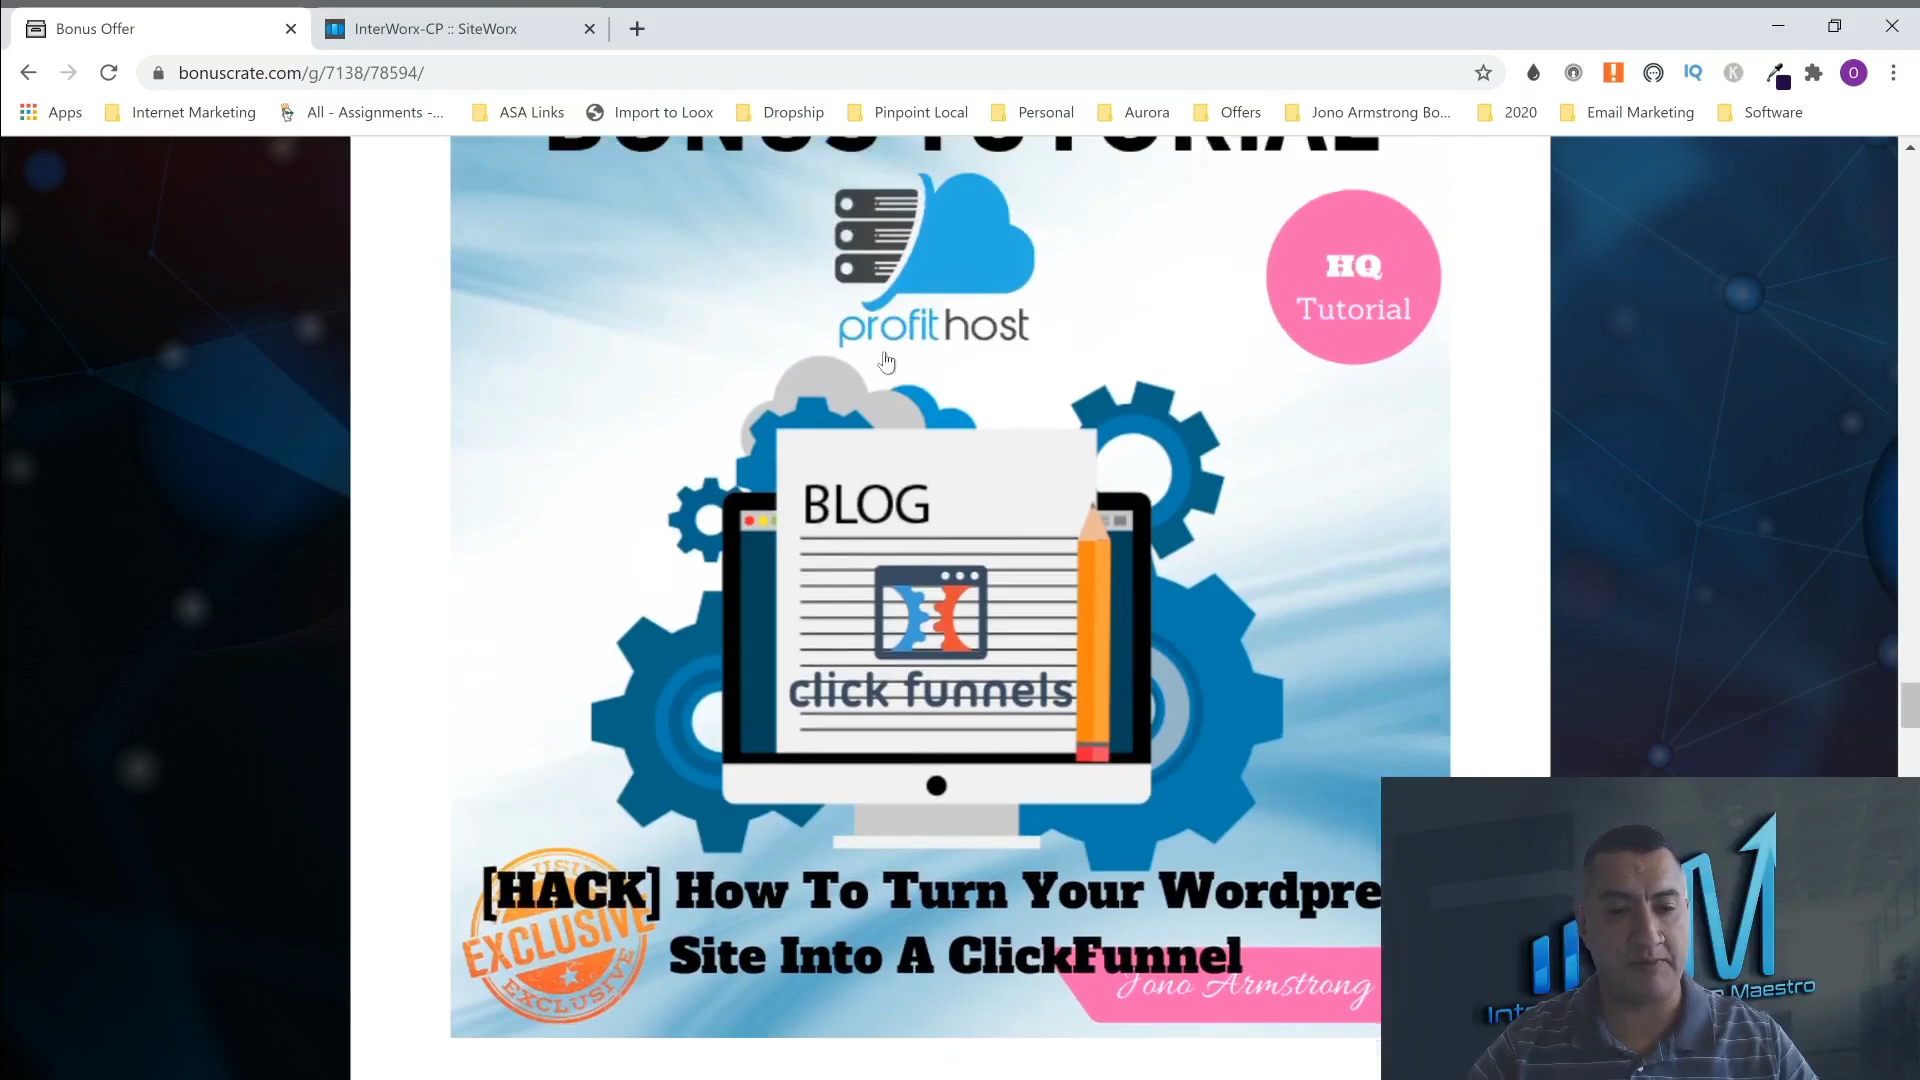 Bonus Offer
InterWorx-CP :: SiteWorx
bonuscrate.com/g/7138/78594/
IQ
K
O
Apps
Internet Marketing
All - Assignments -...
ASA Links
Import to Loox
Dropship
Pinpoint Local
Personal
Aurora
Offers
Jono Armstrong Bo...
2020
Email Marketing
Software
BONUS TUTORIAL
profithost
HQ
Tutorial
BLOG
click funnels
[HACK] How To Turn Your Wordpre
Site Into A ClickFunnel
EXCLUSIVE
EXCLUSIVE
Jono Armstrong
Maestro